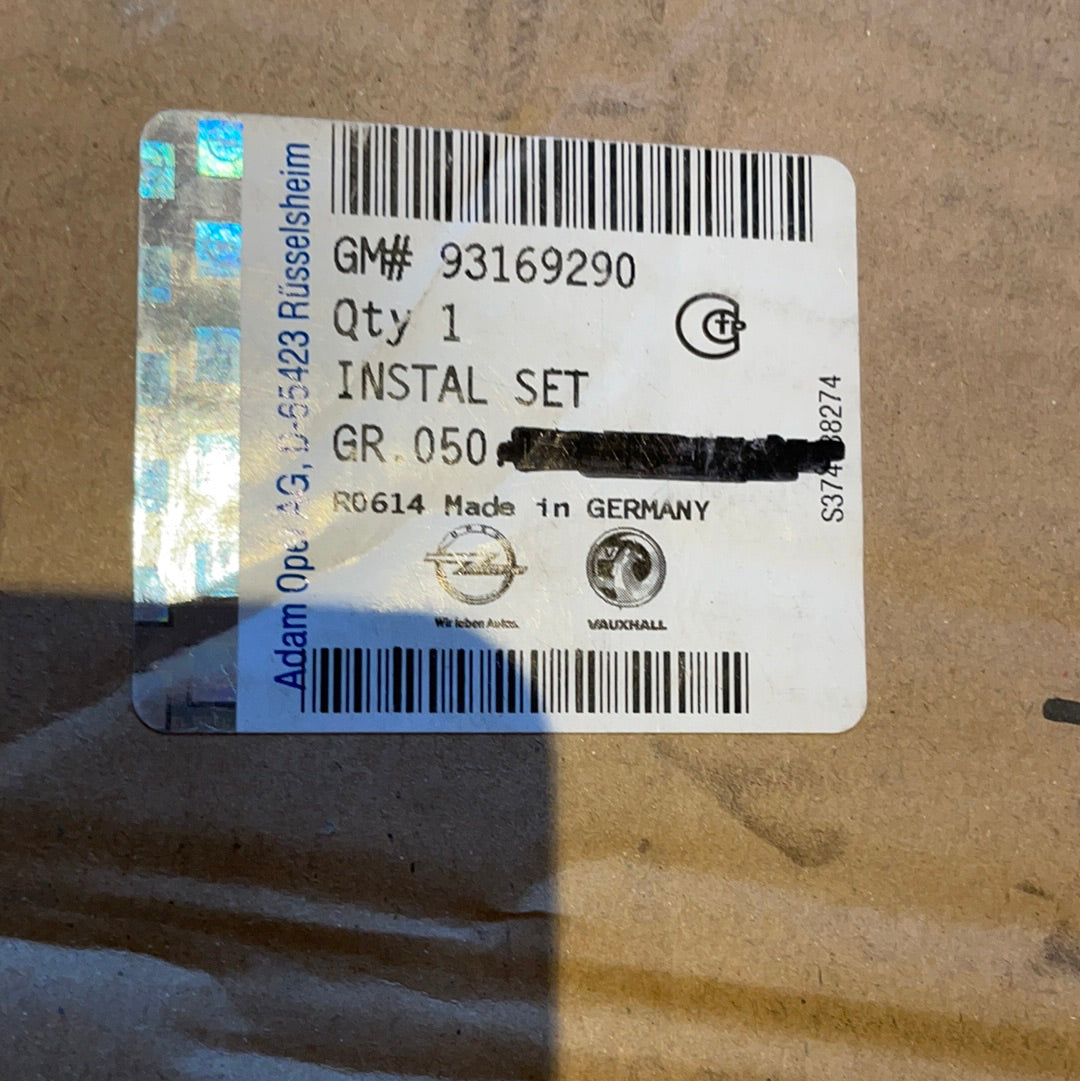 GM# 93169290
Qty 1
INSTAL SET
GR.050
R0614 Made in GERMANY
Wir leben Autos.
VAUXHALL
Adam Opel AG, D-65423 Rüsselsheim